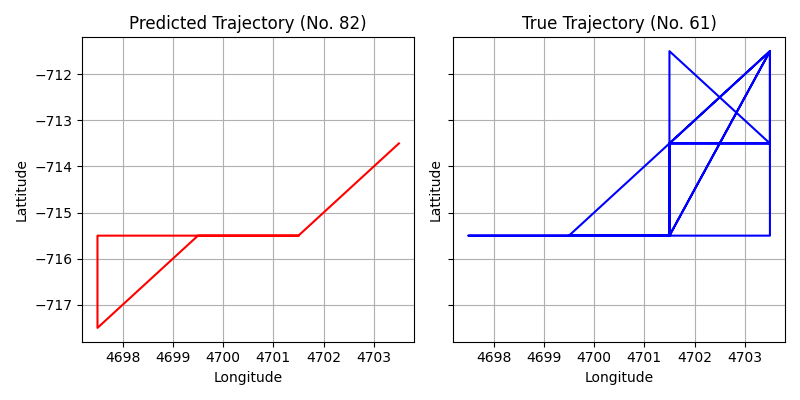 Predicted Trajectory (No. 82)
True Trajectory (No. 61)
Lattitude
−712
−713
−714
−715
−716
−717
4698 4699 4700 4701 4702 4703
Longitude
Lattitude
4698 4699 4700 4701 4702 4703
Longitude